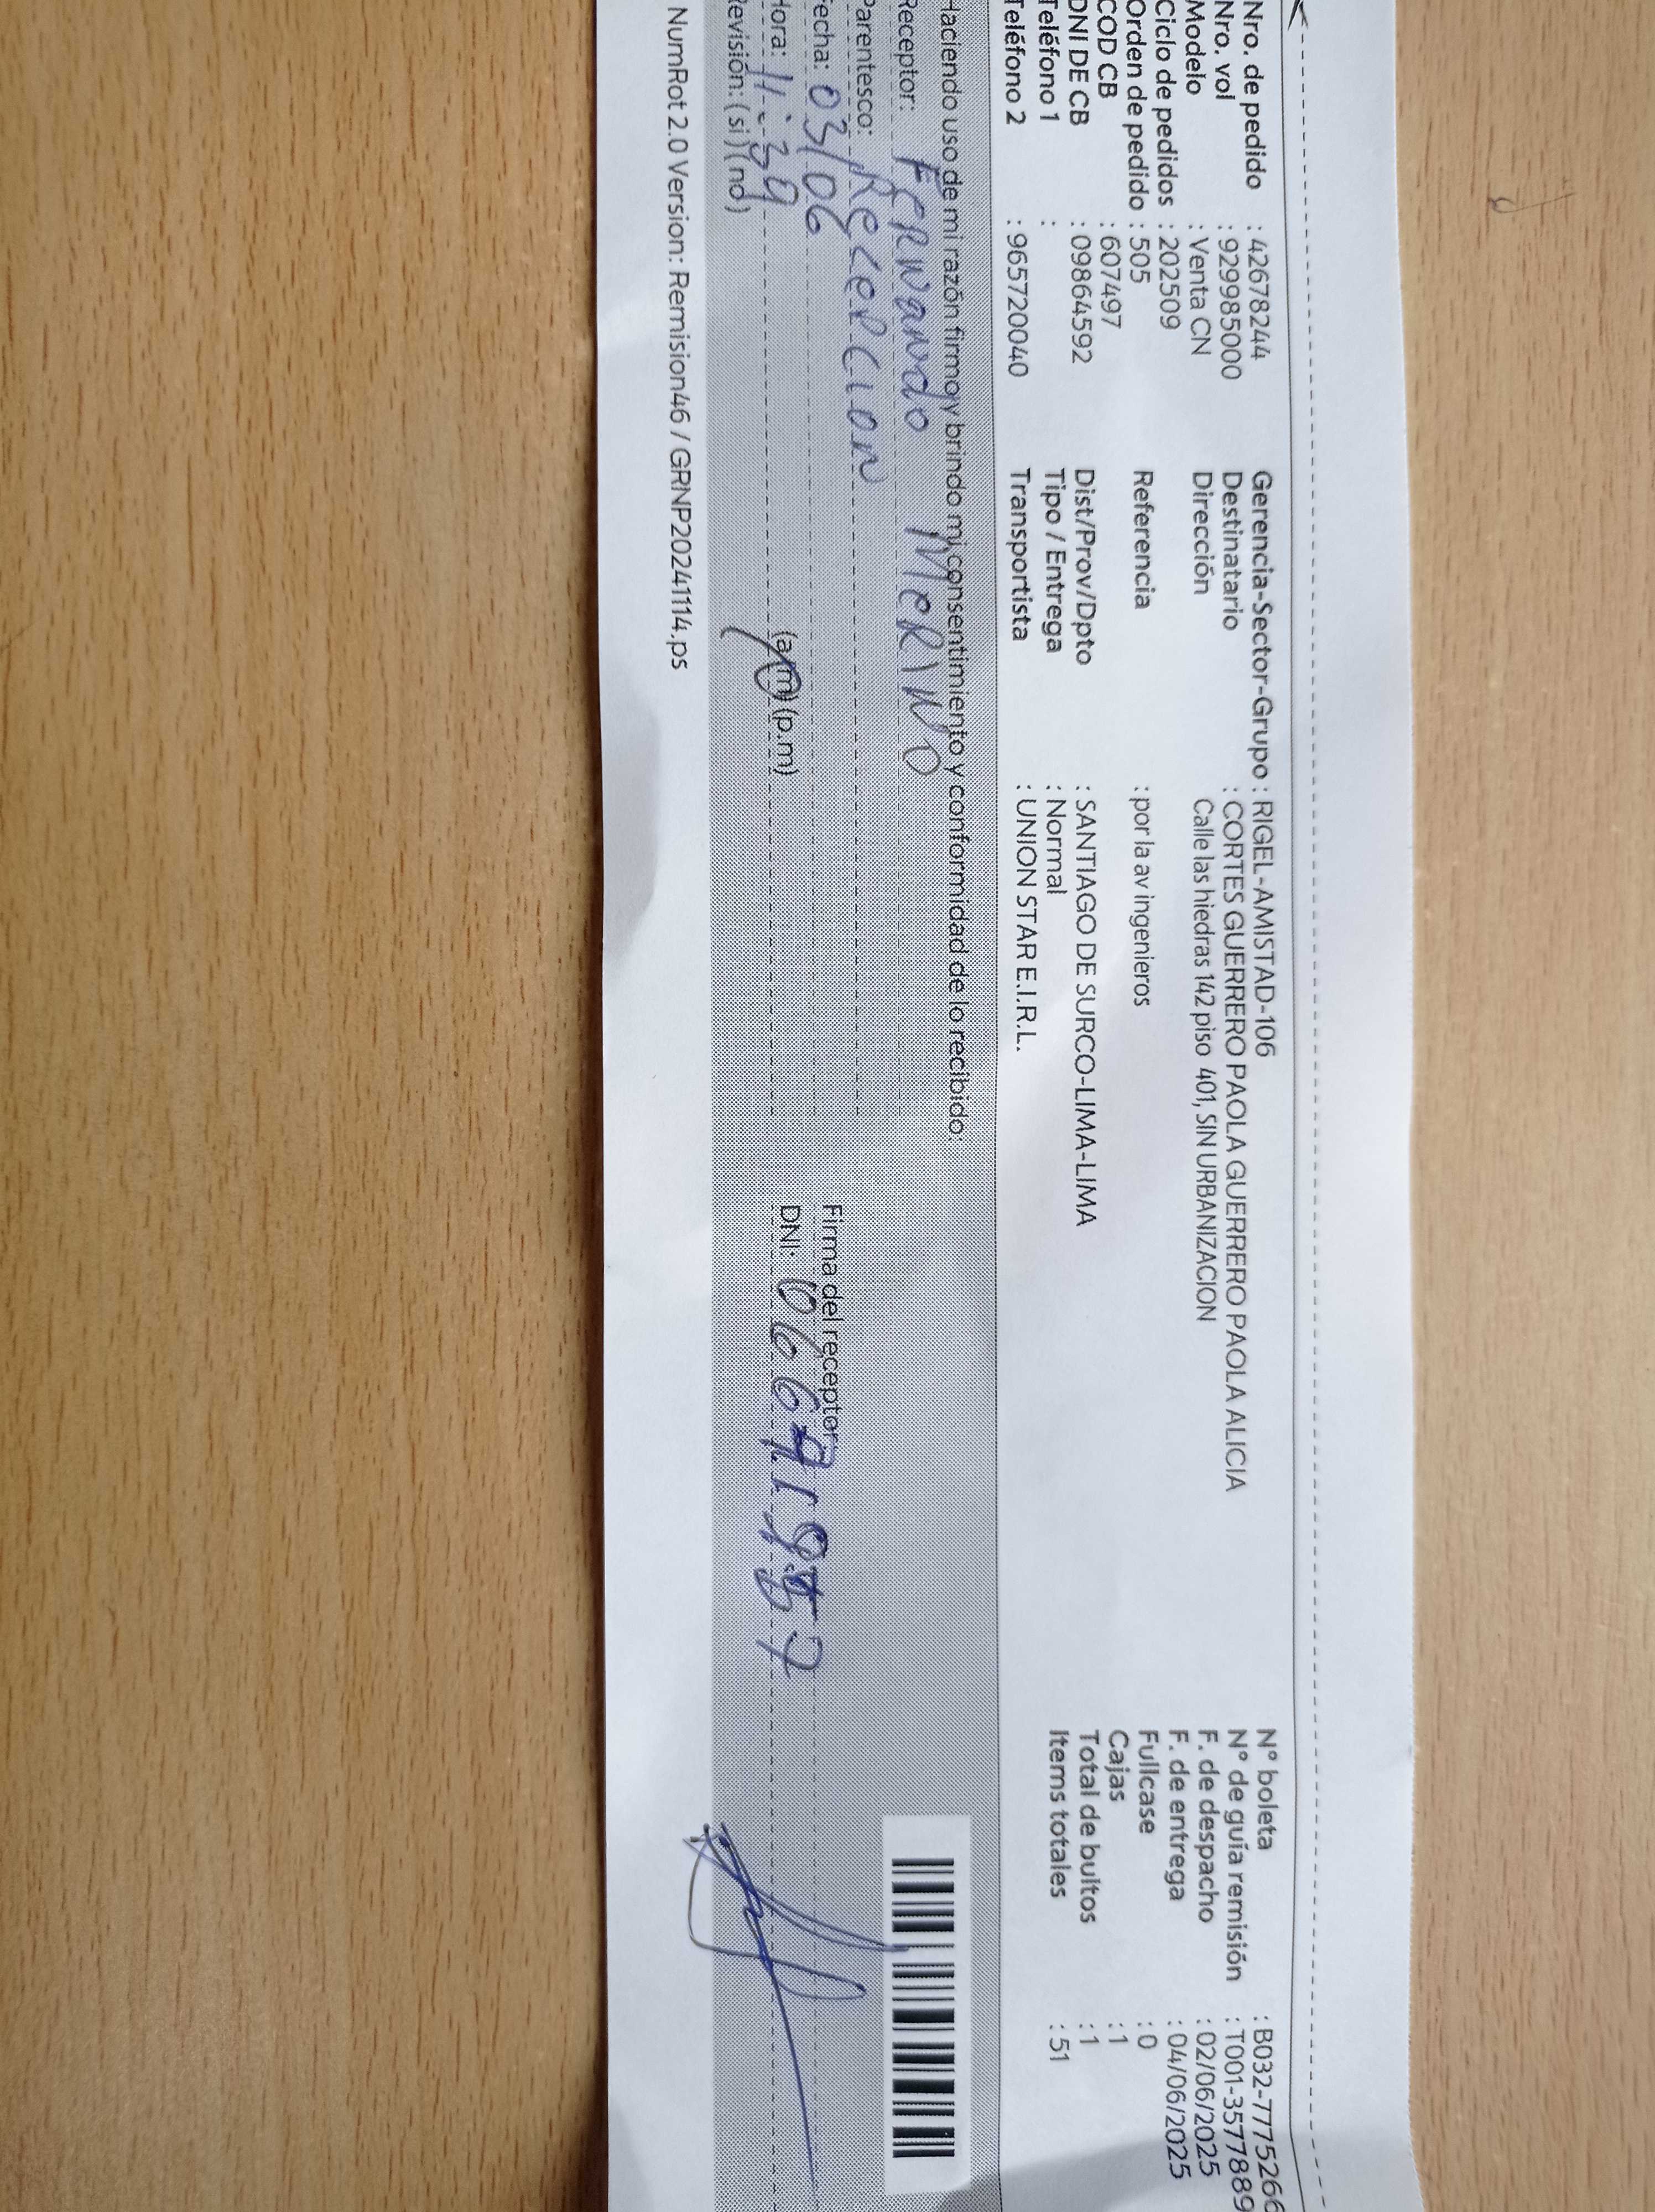 Nro. de pedido : 42678244
Nro. vol : 929985000
Modelo : Venta CN
Ciclo de pedidos : 202509
Orden de pedido : 505
COD CB : 607497
DNI DE CB : 09864592
Teléfono 1 :
Teléfono 2 : 965720040
Gerencia-Sector-Grupo : RIGEL-AMISTAD-106
Destinatario : CORTES GUERRERO PAOLA GUERRERO PAOLA ALICIA
Dirección Calle las hiedras 142 piso 401, SIN URBANIZACION
Referencia : por la av ingenieros
Dist/Prov/Dpto : SANTIAGO DE SURCO-LIMA-LIMA
Tipo / Entrega : Normal
Transportista : UNION STAR E.I.R.L.
N° boleta : B032-7775266
N° de guía remisión : T001-3577889
F. de despacho : 02/06/2025
F. de entrega : 04/06/2025
Fullcase : 0
Cajas : 1
Total de bultos : 1
Items totales : 51
Haciendo uso de mi razón firmo y brindo mi consentimiento y conformidad de lo recibido:
Receptor: Fernando Merino
Parentesco: Recepcion
Fecha: 03/06
Hora: 11:39 (a.m) (p.m)
Revisión: (si) (no)
Firma del receptor
DNI:
NumRot 2.0 Version: Remision46 / GRNP20241114.ps